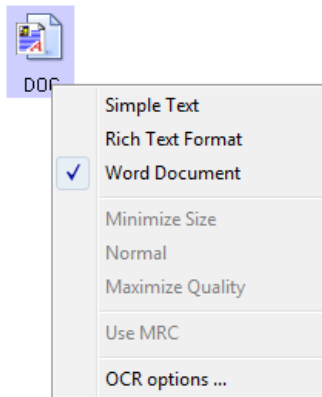 DOC
Simple Text
Rich Text Format
Word Document
Minimize Size
Normal
Maximize Quality
Use MRC
OCR options ...